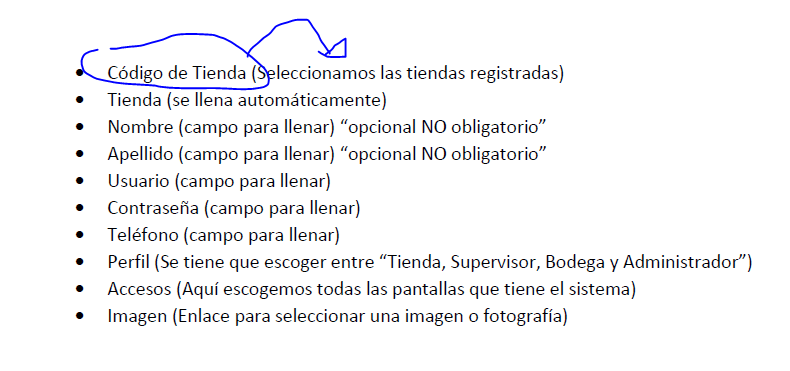 • Código de Tienda (Seleccionamos las tiendas registradas)
• Tienda (se llena automáticamente)
• Nombre (campo para llenar) “opcional NO obligatorio”
• Apellido (campo para llenar) “opcional NO obligatorio”
• Usuario (campo para llenar)
• Contraseña (campo para llenar)
• Teléfono (campo para llenar)
• Perfil (Se tiene que escoger entre “Tienda, Supervisor, Bodega y Administrador”)
• Accesos (Aquí escogemos todas las pantallas que tiene el sistema)
• Imagen (Enlace para seleccionar una imagen o fotografía)